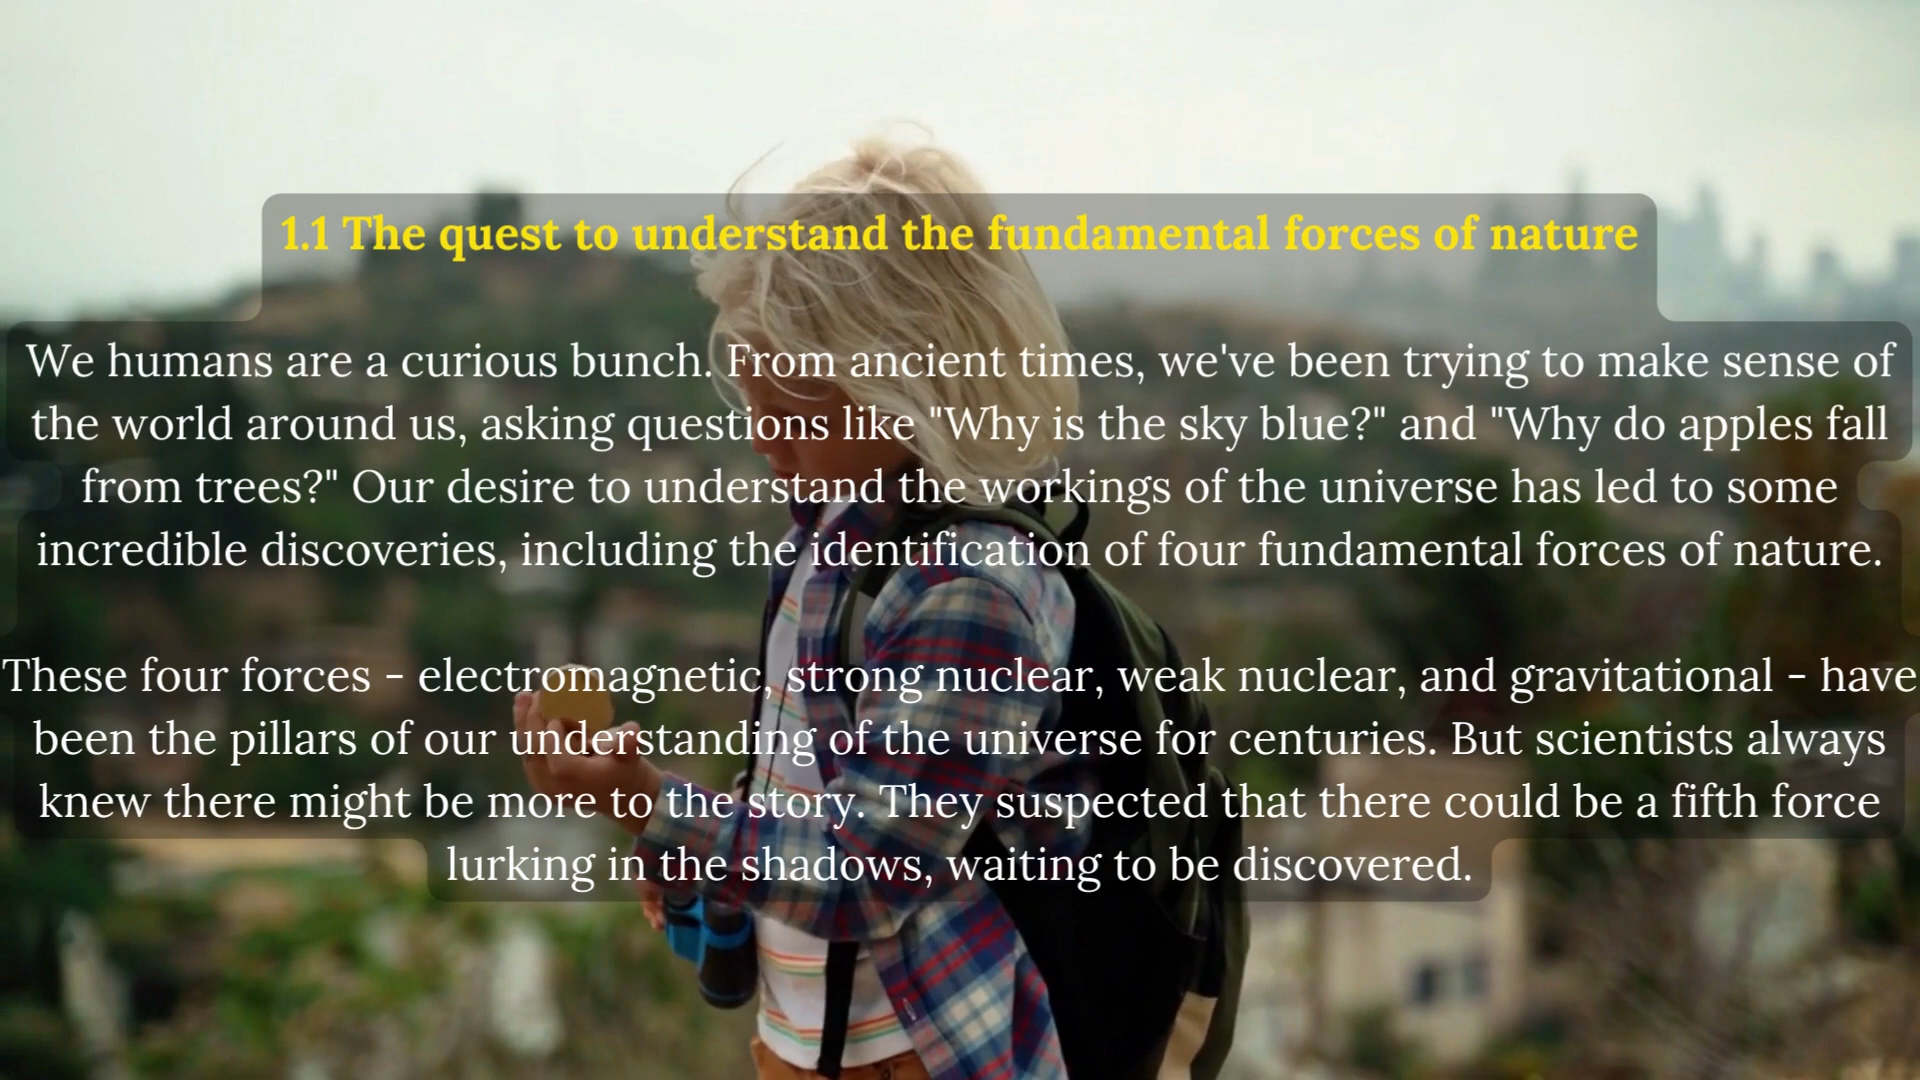 1.1 The quest to understand the fundamental forces of nature
We humans are a curious bunch. From ancient times, we've been trying to make sense of
the world around us, asking questions like "Why is the sky blue?" and "Why do apples fall
from trees?" Our desire to understand the workings of the universe has led to some
incredible discoveries, including the identification of four fundamental forces of nature.
These four forces - electromagnetic, strong nuclear, weak nuclear, and gravitational - have
been the pillars of our understanding of the universe for centuries. But scientists always
knew there might be more to the story. They suspected that there could be a fifth force
lurking in the shadows, waiting to be discovered.